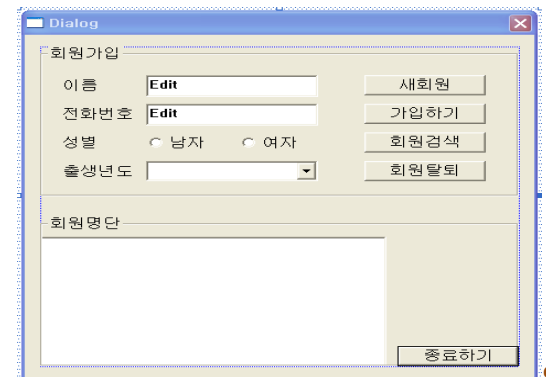 Dialog
회원가입
이름 Edit 새회원
전화번호 Edit 가입하기
성별 남자 여자 회원검색
출생년도 회원탈퇴
회원명단
종료하기